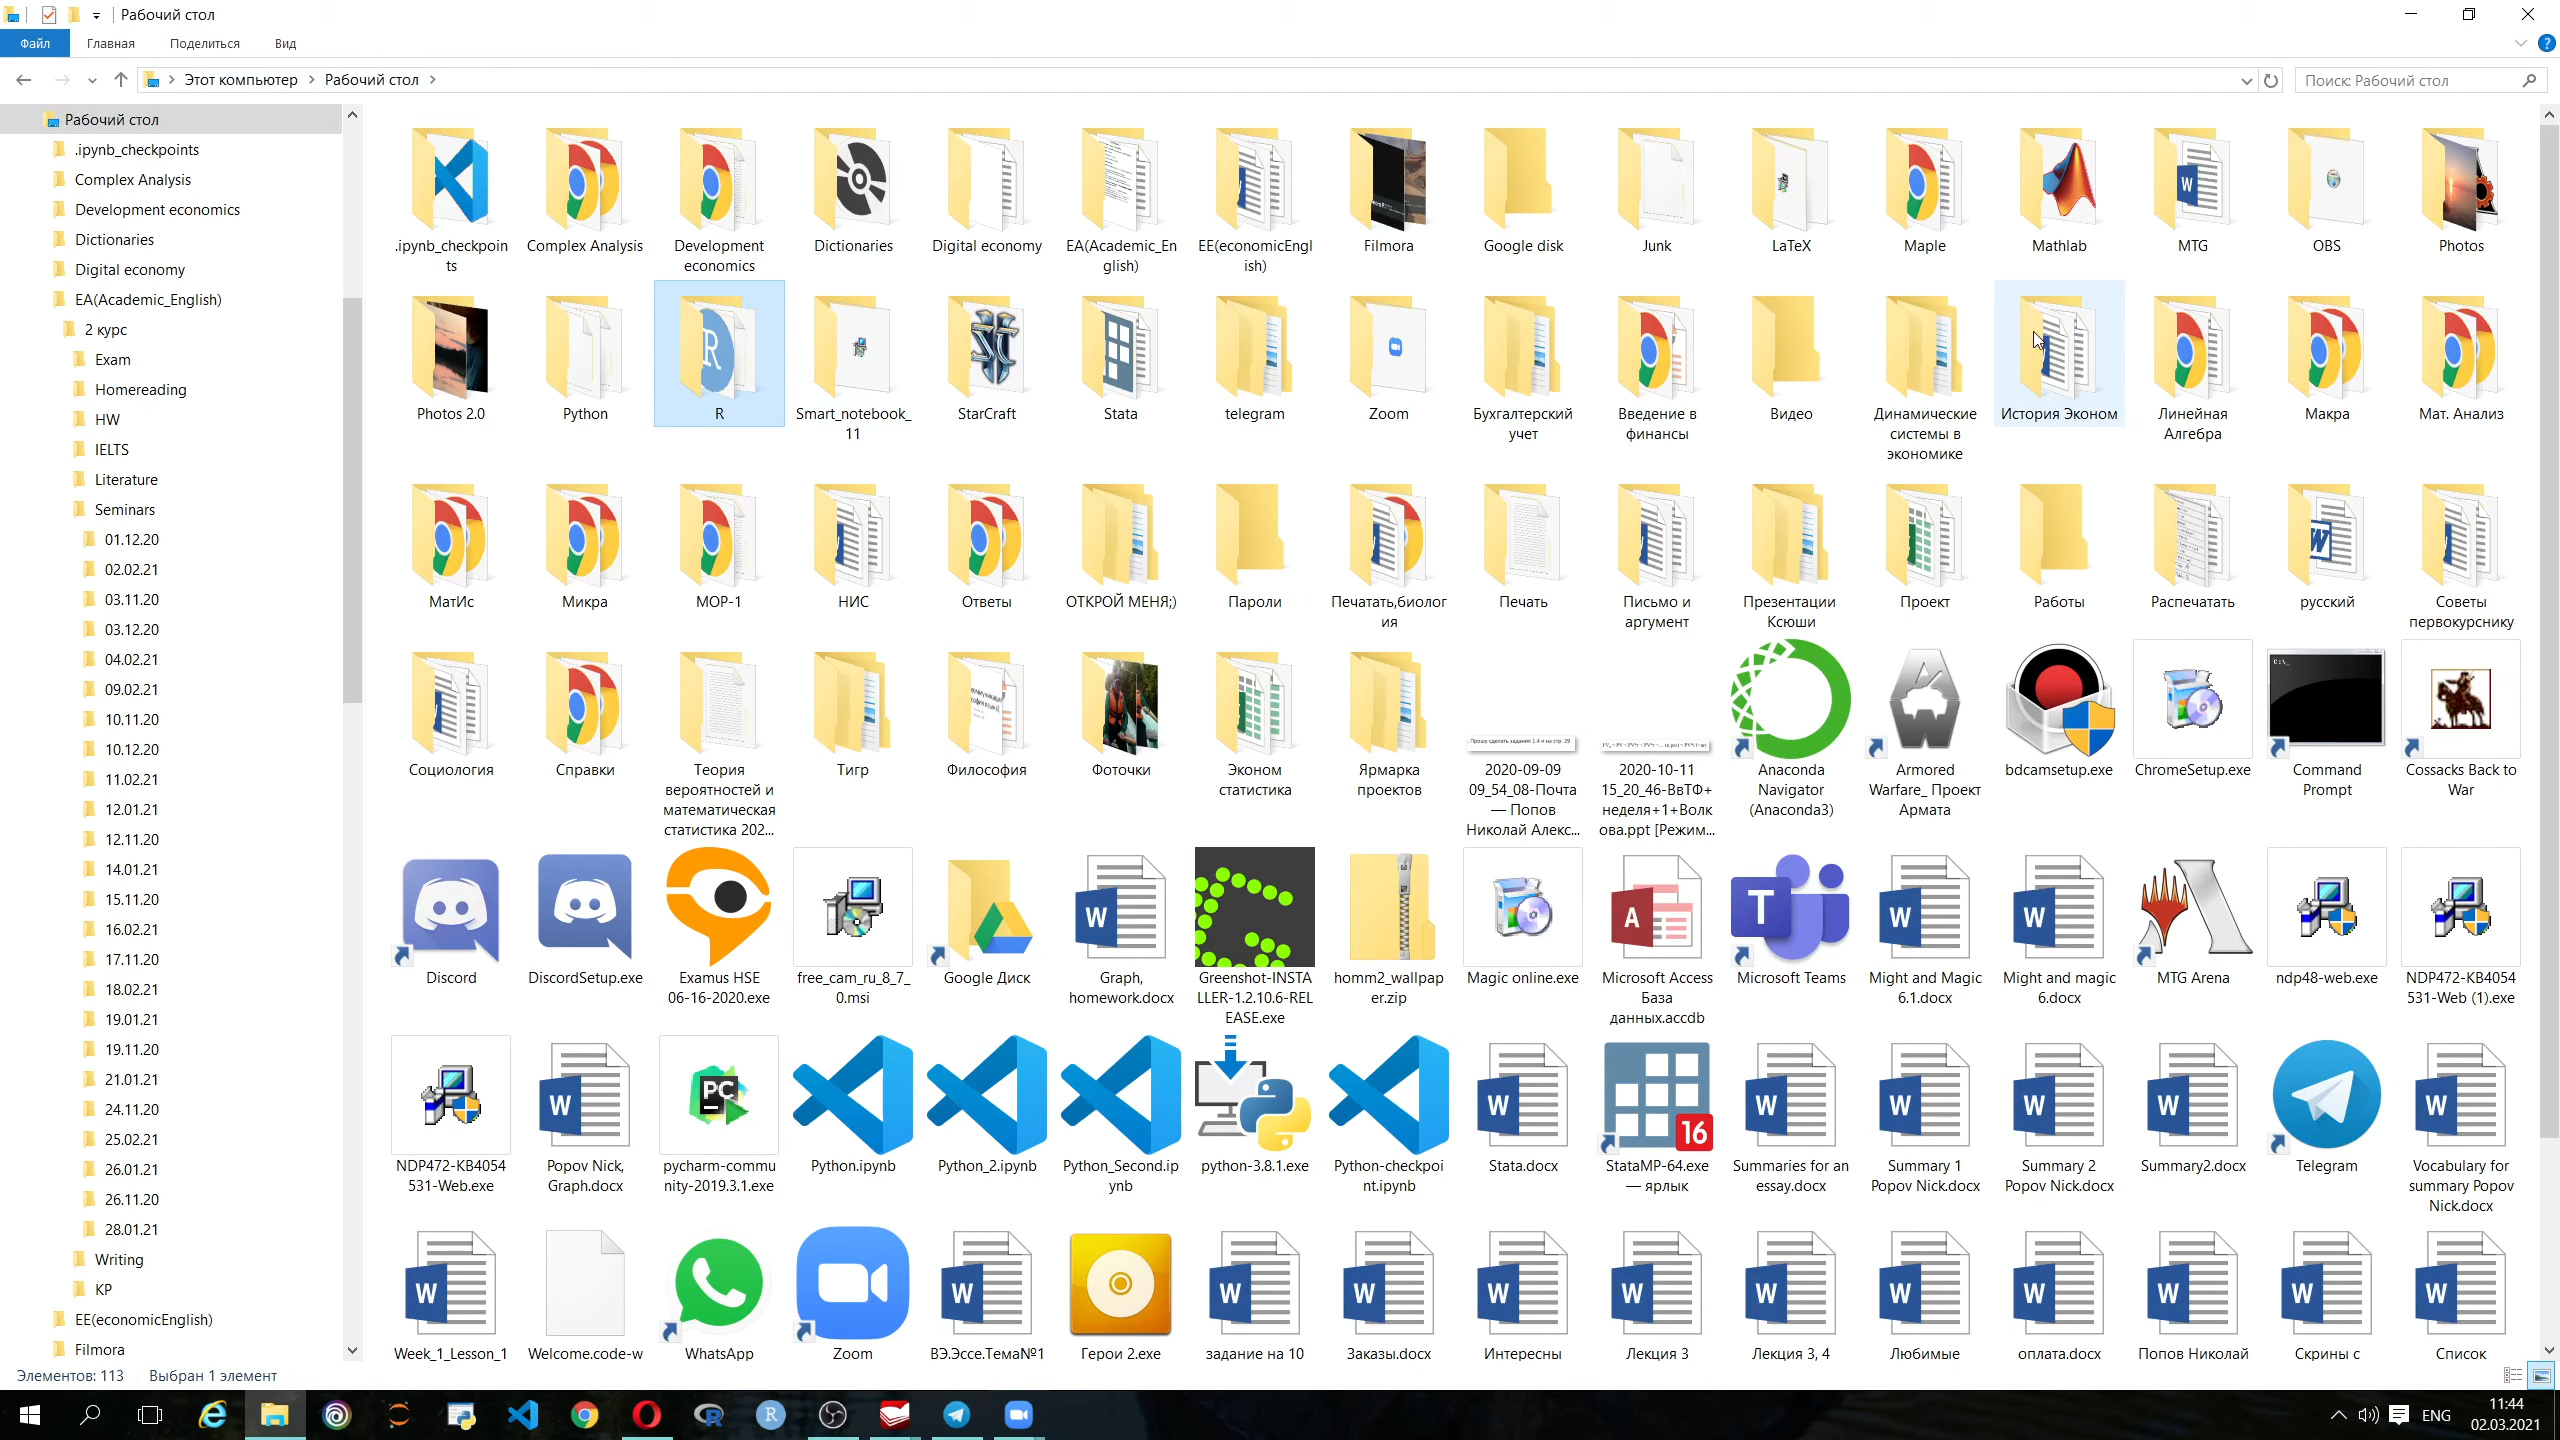 Рабочий стол
Файл Главная Поделиться Вид
Этот компьютер Рабочий стол
Поиск: Рабочий стол
Рабочий стол
.ipynb_checkpoints
Complex Analysis
Development economics
Dictionaries
Digital economy
EA(Academic_English)
2 курс
Exam
Homereading
HW
IELTS
Literature
Seminars
01.12.20
02.02.21
03.11.20
03.12.20
04.02.21
09.02.21
10.11.20
10.12.20
11.02.21
12.01.21
12.11.20
14.01.21
15.11.20
16.02.21
17.11.20
18.02.21
19.01.21
19.11.20
21.01.21
24.11.20
25.02.21
26.01.21
26.11.20
28.01.21
Writing
КР
EE(economicEnglish)
Filmora
.ipynb_checkpoin
ts
Complex Analysis
Development
economics
Dictionaries
Digital economy
EA(Academic_En
glish)
EE(economicEngl
ish)
Filmora
Google disk
Junk
LaTeX
Maple
Mathlab
MTG
OBS
Photos
Photos 2.0
Python
R
Smart_notebook_
11
StarCraft
Stata
telegram
Zoom
Бухгалтерский
учет
Введение в
финансы
Видео
Динамические
системы в
экономике
История Эконом
Линейная
Алгебра
Макра
Мат. Анализ
МатИс
Микра
МОР-1
НИС
Ответы
ОТКРОЙ МЕНЯ;)
Пароли
Печатать,биолог
ия
Печать
Письмо и
аргумент
Презентации
Ксюши
Проект
Работы
Распечатать
русский
Советы
первокурснику
Социология
Справки
Теория
вероятностей и
математическая
статистика 202...
Тигр
Философия
Фоточки
Эконом
статистика
Ярмарка
проектов
Прошу сделать задания 1.4 и на стр. 29
2020-09-09
09_54_08-Почта
— Попов
Николай Алекс...
2020-10-11
15_20_46-ВвТФ+
неделя+1+Волк
ова.ppt [Режим...
Anaconda
Navigator
(Anaconda3)
Armored
Warfare_ Проект
Армата
bdcamsetup.exe
ChromeSetup.exe
Command
Prompt
Cossacks Back to
War
Discord
DiscordSetup.exe
Examus HSE
06-16-2020.exe
free_cam_ru_8_7_
0.msi
Google Диск
Graph,
homework.docx
Greenshot-INSTA
LLER-1.2.10.6-REL
EASE.exe
homm2_wallpap
er.zip
Magic online.exe
Microsoft Access
База
данных.accdb
Microsoft Teams
Might and Magic
6.1.docx
Might and magic
6.docx
MTG Arena
ndp48-web.exe
NDP472-KB4054
531-Web (1).exe
NDP472-KB4054
531-Web.exe
Popov Nick,
Graph.docx
pycharm-commu
nity-2019.3.1.exe
Python.ipynb
Python_2.ipynb
Python_Second.ip
ynb
python-3.8.1.exe
Python-checkpoi
nt.ipynb
Stata.docx
16
StataMP-64.exe
— ярлык
Summaries for an
essay.docx
Summary 1
Popov Nick.docx
Summary 2
Popov Nick.docx
Summary2.docx
Telegram
Vocabulary for
summary Popov
Nick.docx
Week_1_Lesson_1
Welcome.code-w
WhatsApp
Zoom
ВЭ.Эссе.Тема№1
Герои 2.exe
задание на 10
Заказы.docx
Интересны
Лекция 3
Лекция 3, 4
Любимые
оплата.docx
Попов Николай
Скрины с
Список
Элементов: 113 Выбран 1 элемент
ENG
11:44
02.03.2021